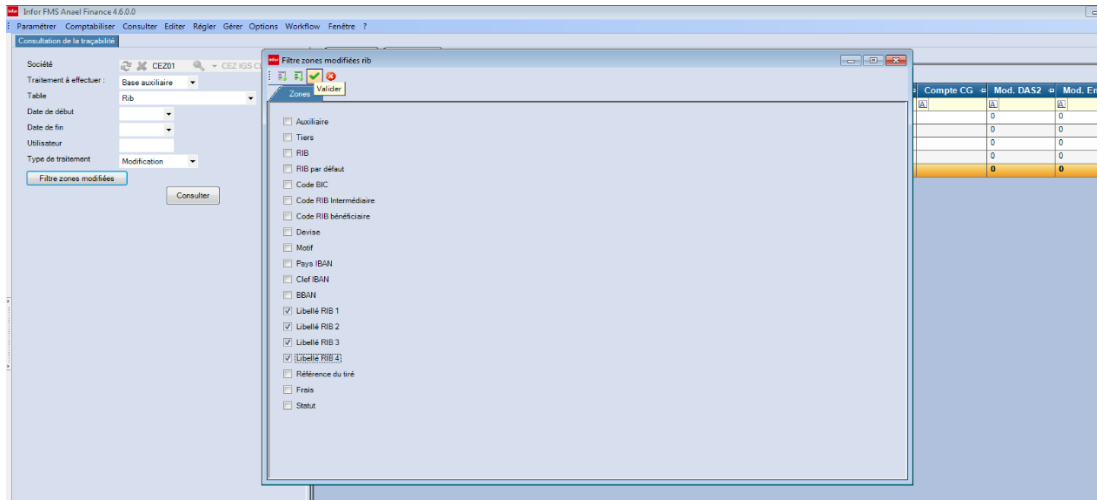 Infor FMS Anael Finance 4.6.0.0
Paramétrer Comptabiliser Consulter Editer Régler Gérer Options Workflow Fenêtre ?
Consultation de la traçabilité
Société CEZ01 CEZ IGS
Traitement à effectuer : Base auxiliaire
Table Rib
Date de début
Date de fin
Utilisateur
Type de traitement Modification
Filtre zones modifiées
Consulter
Filtre zones modifiées rib
Valider
Zones
Auxiliaire
Tiers
RIB
RIB par défaut
Code BIC
Code RIB Intermédiaire
Code RIB bénéficiaire
Devise
Motif
Pays IBAN
Clef IBAN
BBAN
Libellé RIB 1
Libellé RIB 2
Libellé RIB 3
Libellé RIB 4
Référence du tiré
Frais
Statut
Compte CG Mod. DAS2 Mod. En
A A A
0 0
0 0
0 0
0 0
0 0